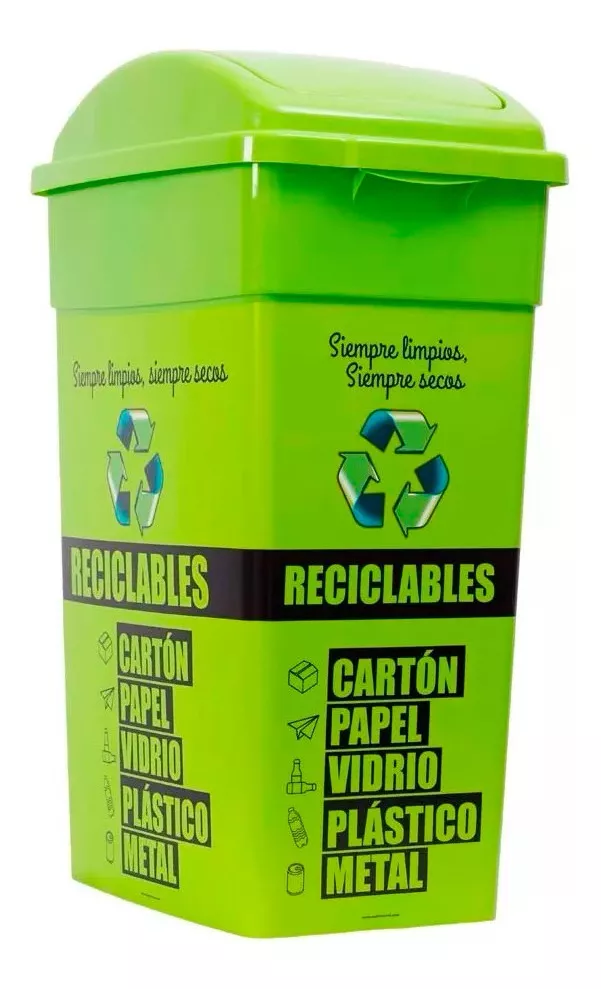 Siempre limpios, siempre secos
RECICLABLES
CARTÓN
PAPEL
VIDRIO
PLÁSTICO
METAL
Siempre limpios,
Siempre secos
RECICLABLES
CARTÓN
PAPEL
VIDRIO
PLÁSTICO
METAL